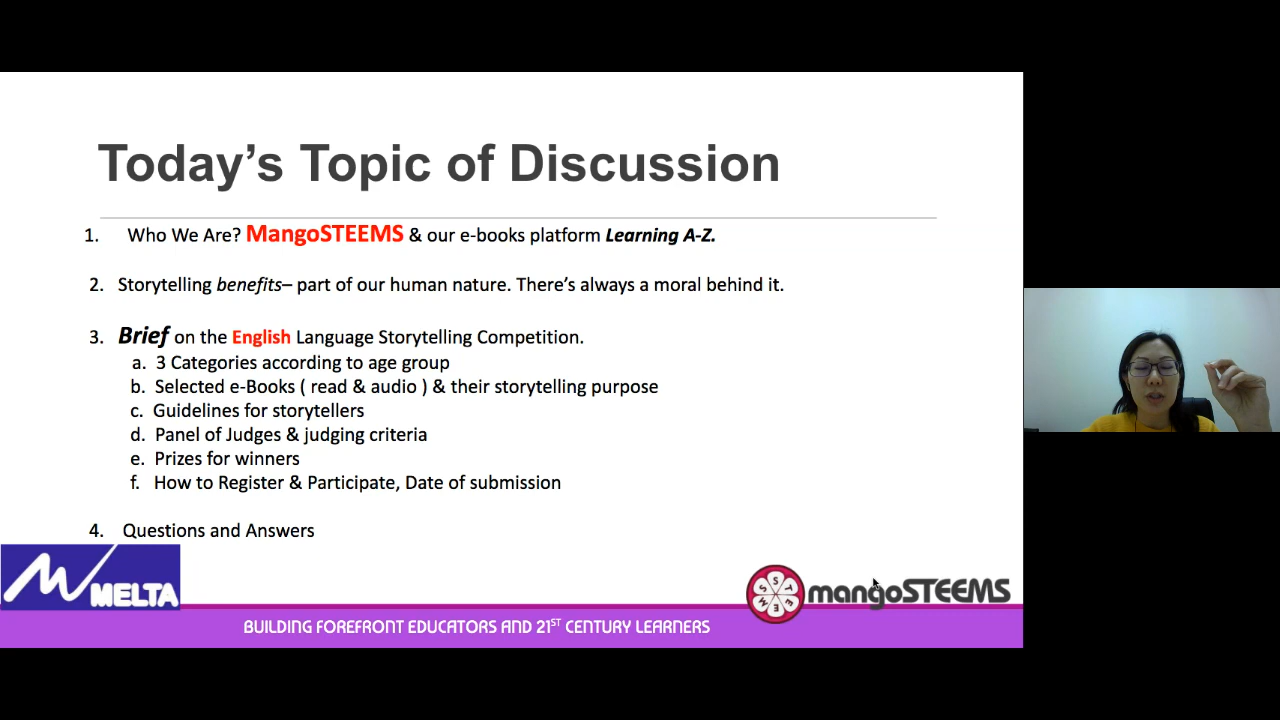 Today's Topic of Discussion
1. Who We Are? MangoSTEEMS & our e-books platform Learning A-Z.
2. Storytelling benefits– part of our human nature. There's always a moral behind it.
3. Brief on the English Language Storytelling Competition.
a. 3 Categories according to age group
b. Selected e-Books ( read & audio ) & their storytelling purpose
c. Guidelines for storytellers
d. Panel of Judges & judging criteria
e. Prizes for winners
f. How to Register & Participate, Date of submission
4. Questions and Answers
MELTA
STEEMS
mangoSTEEMS
BUILDING FOREFRONT EDUCATORS AND 21ST CENTURY LEARNERS